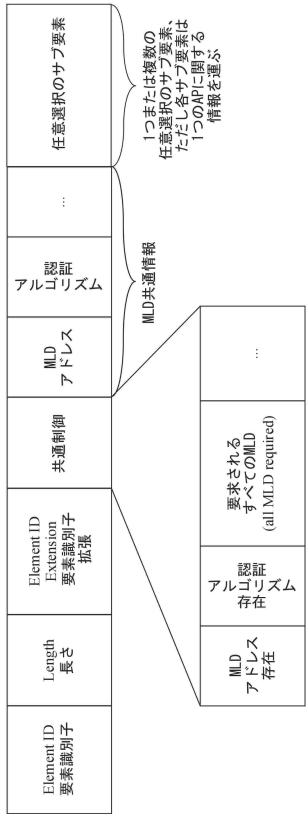 Element ID
要素識別子
Length
長さ
Element ID
Extension
要素識別子
拡張
共通制御
MLD
アドレス
認証
アルゴリズム
...
任意選択のサブ要素
MLD共通情報
1つまたは複数の
任意選択のサブ要素、
ただし各サブ要素は
1つのAPに関する
情報を運ぶ
MLD
アドレス
存在
認証
アルゴリズム
存在
要求される
すべてのMLD
(all MLD required)
...